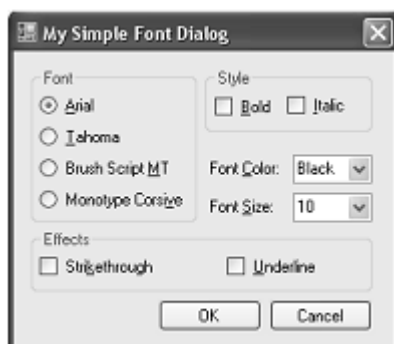 My Simple Font Dialog
Font
Arial
Tahoma
Brush Script MT
Monotype Corsive
Style
Bold Italic
Font Color: Black
Font Size: 10
Effects
Strikethrough Underline
OK Cancel